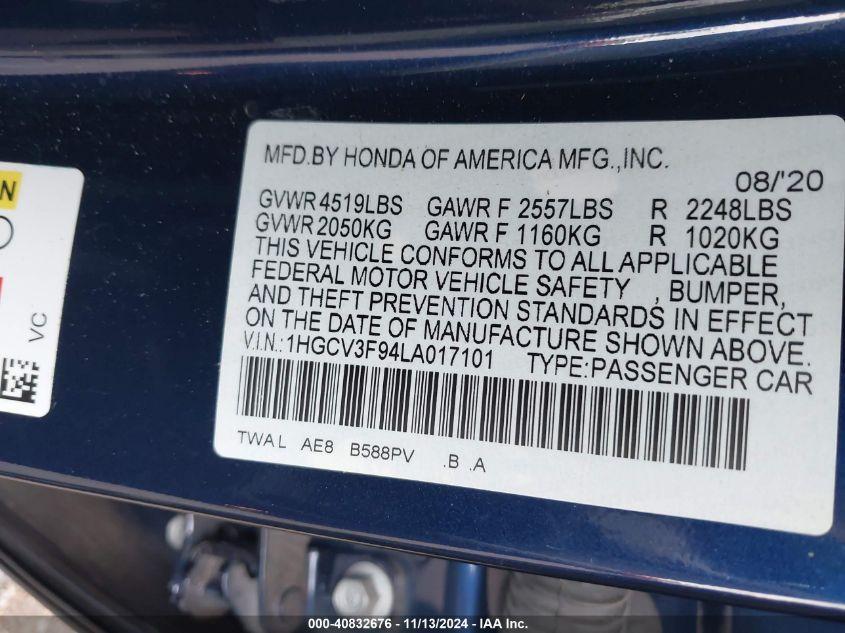 N
VC
MFD.BY HONDA OF AMERICA MFG.,INC.
08/'20
GVWR 4519LBS GAWR F 2557LBS R 2248LBS
GVWR 2050KG GAWR F 1160KG R 1020KG
THIS VEHICLE CONFORMS TO ALL APPLICABLE
FEDERAL MOTOR VEHICLE SAFETY , BUMPER,
AND THEFT PREVENTION STANDARDS IN EFFECT
ON THE DATE OF MANUFACTURE SHOWN ABOVE.
V.I.N.:1HGCV3F94LA017101 TYPE:PASSENGER CAR
TWAL AE8 B588PV .B .A
000-40832676 - 11/13/2024 - IAA Inc.